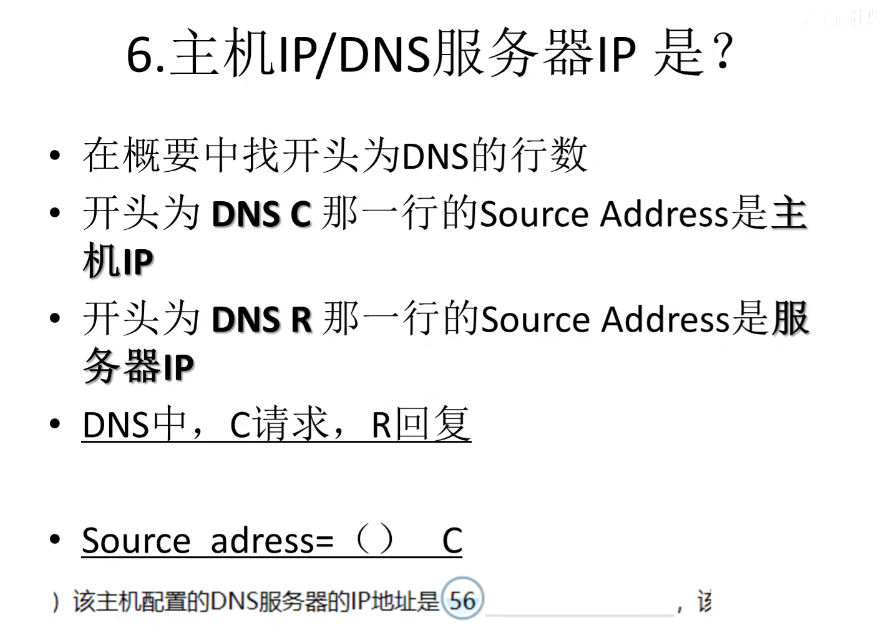 6.主机IP/DNS服务器IP 是？
• 在概要中找开头为DNS的行数
• 开头为 DNS C 那一行的Source Address是主
机IP
• 开头为 DNS R 那一行的Source Address是服
务器IP
• DNS中，C请求，R回复
• Source adress=（） C
）该主机配置的DNS服务器的IP地址是 56 ，